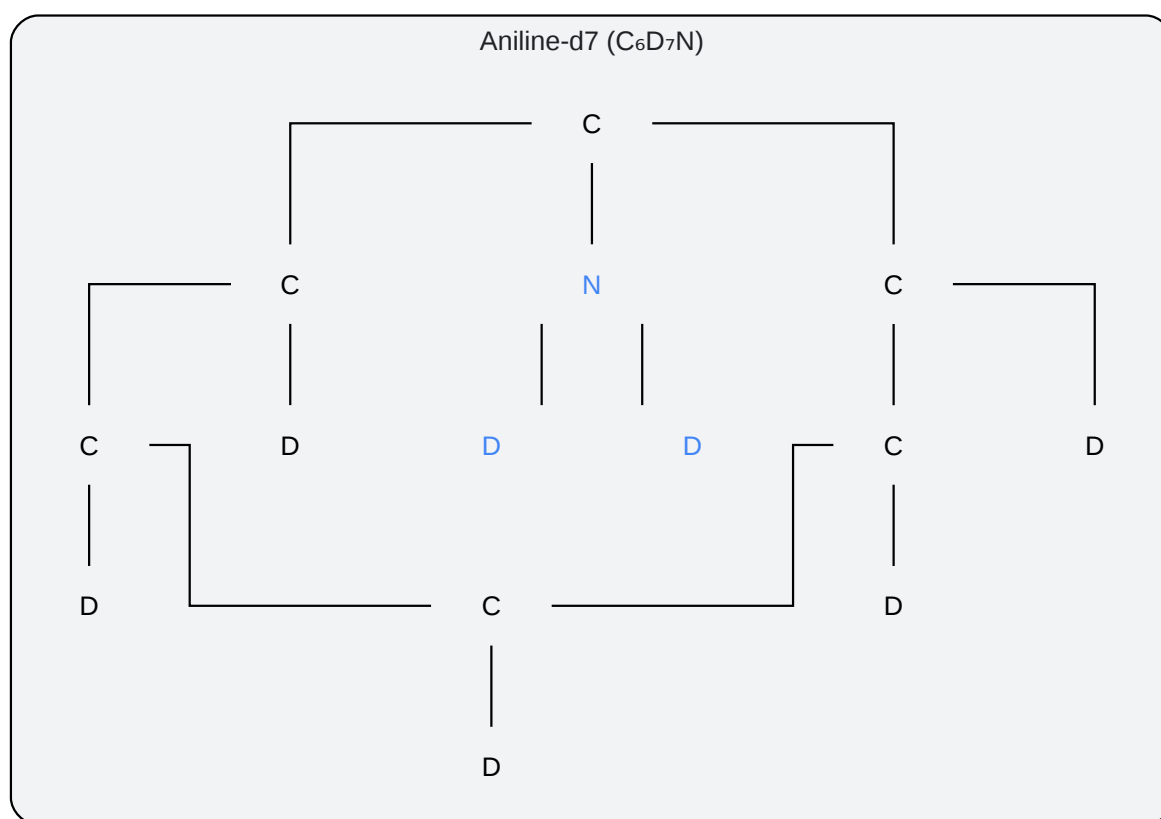 Aniline-d7 (C₆D₇N)
C
C N C
C D D D C D
D C D
D